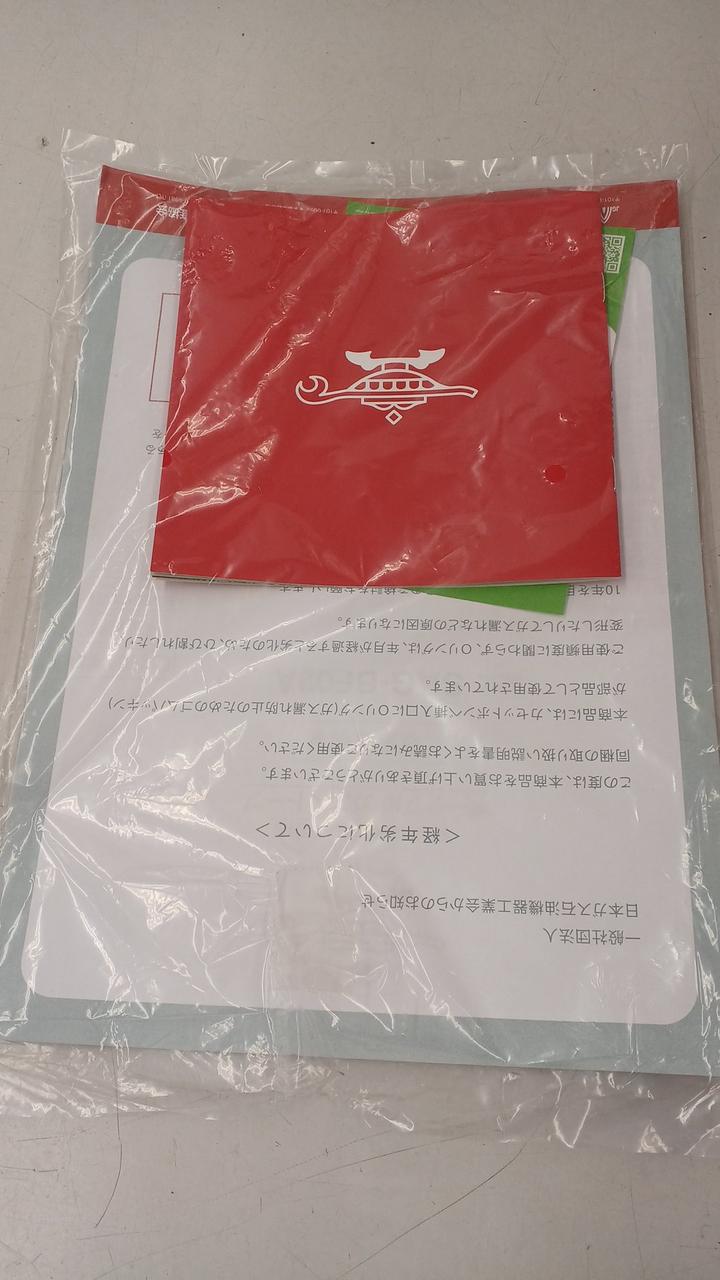 一般社団法人
日本ガス石油機器工業会からのお知らせ
＜経年劣化について＞
この度は、本商品をお買い上げ頂きありがとうございます。
同梱の取り扱い説明書をよくお読みになりご使用ください。
本商品には、カセットボンベ挿入口にOリング(ガス漏れ防止のためのゴムパッキン)
が部品として使用されています。
ご使用頻度に関わらず、Oリングは、年月が経過すると劣化のため、ひび割れしたり、
変形したりしてガス漏れなどの原因になります。
10年を目